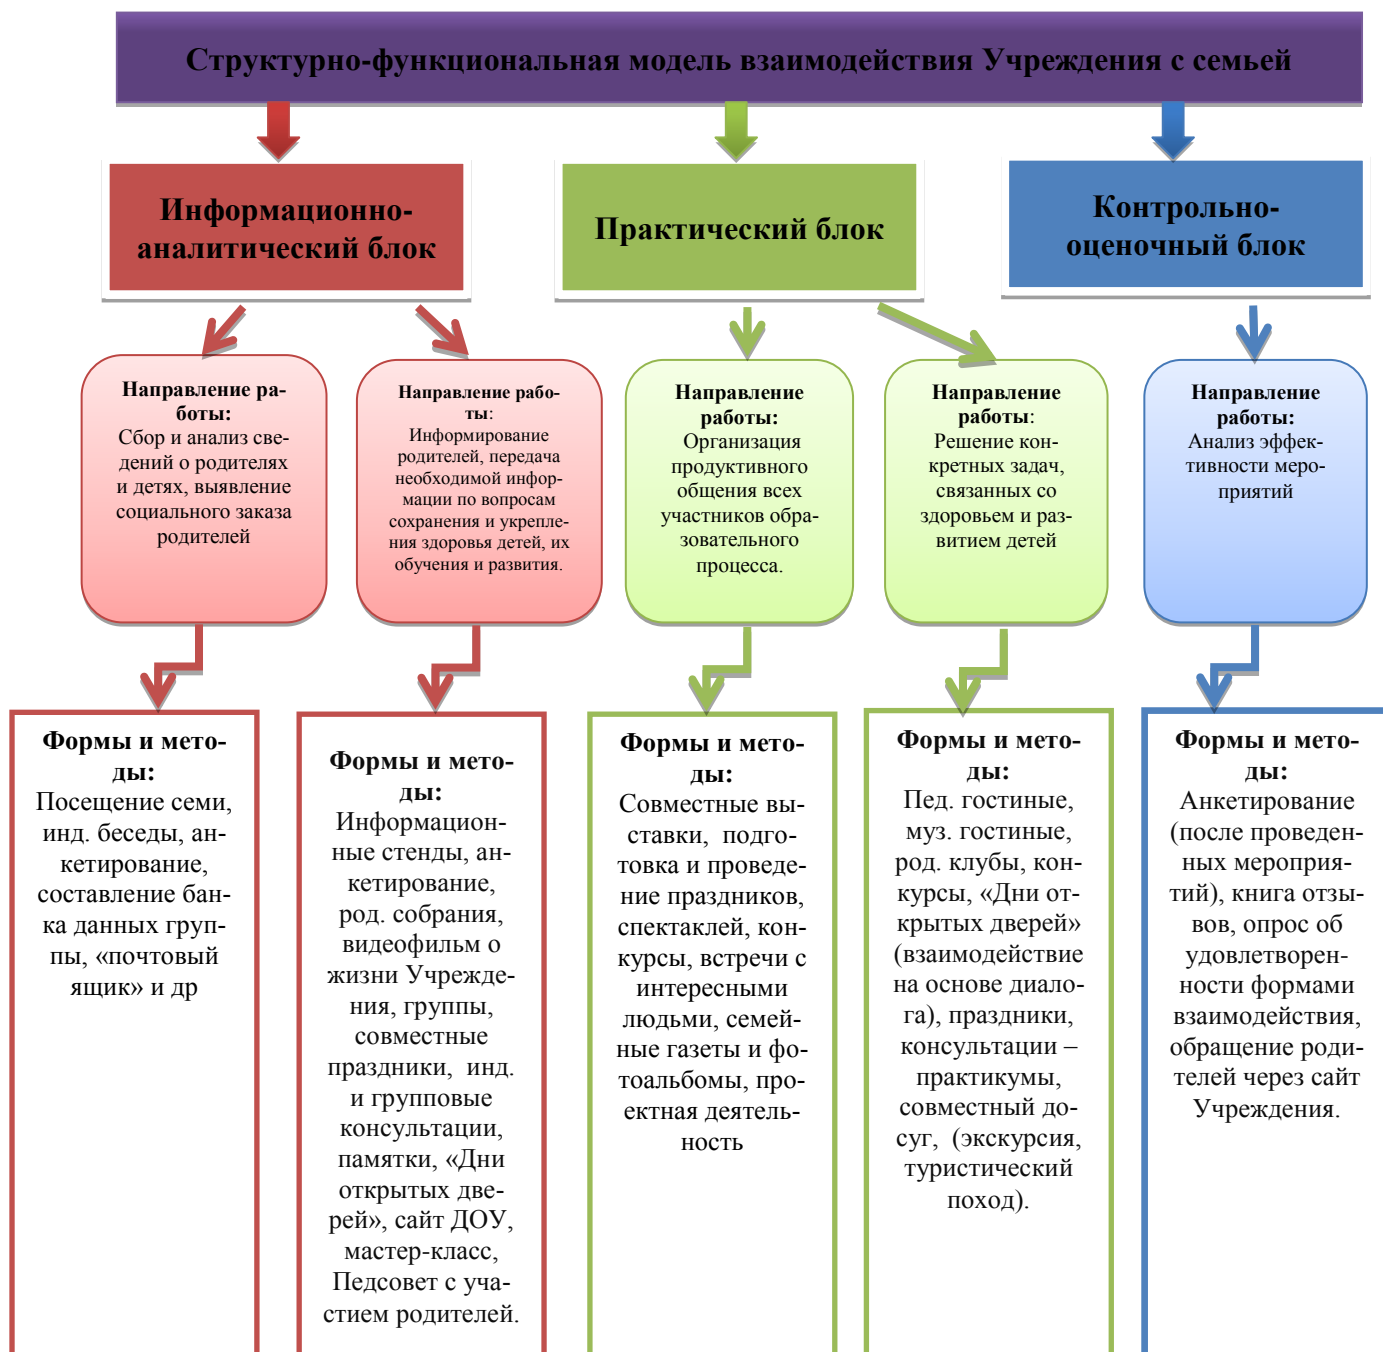 Структурно-функциональная модель взаимодействия Учреждения с семьей
Информационно-
аналитический блок
Практический блок
Контрольно-
оценочный блок
Направление ра-
боты:
Сбор и анализ све-
дений о родителях
и детях, выявление
социального заказа
родителей
Направление рабо-
ты:
Информирование
родителей, передача
необходимой инфор-
мации по вопросам
сохранения и укрепле-
ния здоровья детей, их
обучения и развития.
Направление
работы:
Организация
продуктивного
общения всех
участников обра-
зовательного
процесса.
Направление
работы:
Решение кон-
кретных задач,
связанных со
здоровьем и раз-
витием детей
Направление
работы:
Анализ эффек-
тивности меро-
приятий
Формы и мето-
ды:
Посещение семи,
инд. беседы, ан-
кетирование,
составление бан-
ка данных груп-
пы, «почтовый
ящик» и др
Формы и мето-
ды:
Информацион-
ные стенды, ан-
кетирование,
род. собрания,
видеофильм о
жизни Учрежде-
ния, группы,
совместные
праздники, инд.
и групповые
консультации,
памятки, «Дни
открытых две-
рей», сайт ДОУ,
мастер-класс,
Педсовет с уча-
стием родителей.
Формы и мето-
ды:
Совместные вы-
ставки, подго-
товка и проведе-
ние праздников,
спектаклей, кон-
курсы, встречи с
интересными
людьми, семей-
ные газеты и фо-
тоальбомы, про-
ектная деятель-
ность
Формы и мето-
ды:
Пед. гостиные,
муз. гостиные,
род. клубы, кон-
курсы, «Дни от-
крытых дверей»
(взаимодействие
на основе диало-
га), праздники,
консультации –
практикумы,
совместный до-
суг, (экскурсия,
туристический
поход).
Формы и мето-
ды:
Анкетирование
(после проведен-
ных мероприя-
тий), книга отзы-
вов, опрос об
удовлетворен-
ности формами
взаимодействия,
обращение роди-
телей через сайт
Учреждения.